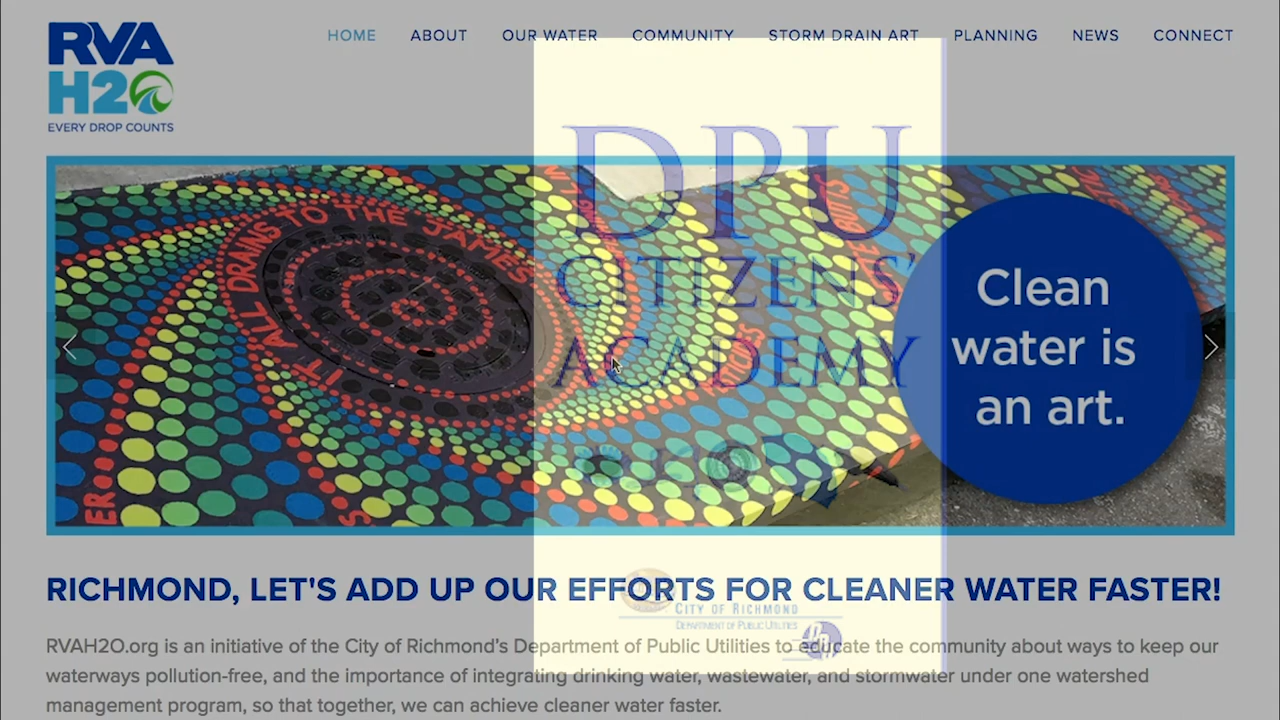 RVA
H2O
EVERY DROP COUNTS
HOME ABOUT OUR WATER COMMUNITY STORM DRAIN ART PLANNING NEWS CONNECT
IT ALL DRAINS TO THE JAMES
DPU
CITIZENS'
ACADEMY
Clean
water is
an art.
RICHMOND, LET'S ADD UP OUR EFFORTS FOR CLEANER WATER FASTER!
CITY OF RICHMOND
DEPARTMENT OF PUBLIC UTILITIES
RVAH2O.org is an initiative of the City of Richmond's Department of Public Utilities to educate the community about ways to keep our
waterways pollution-free, and the importance of integrating drinking water, wastewater, and stormwater under one watershed
management program, so that together, we can achieve cleaner water faster.